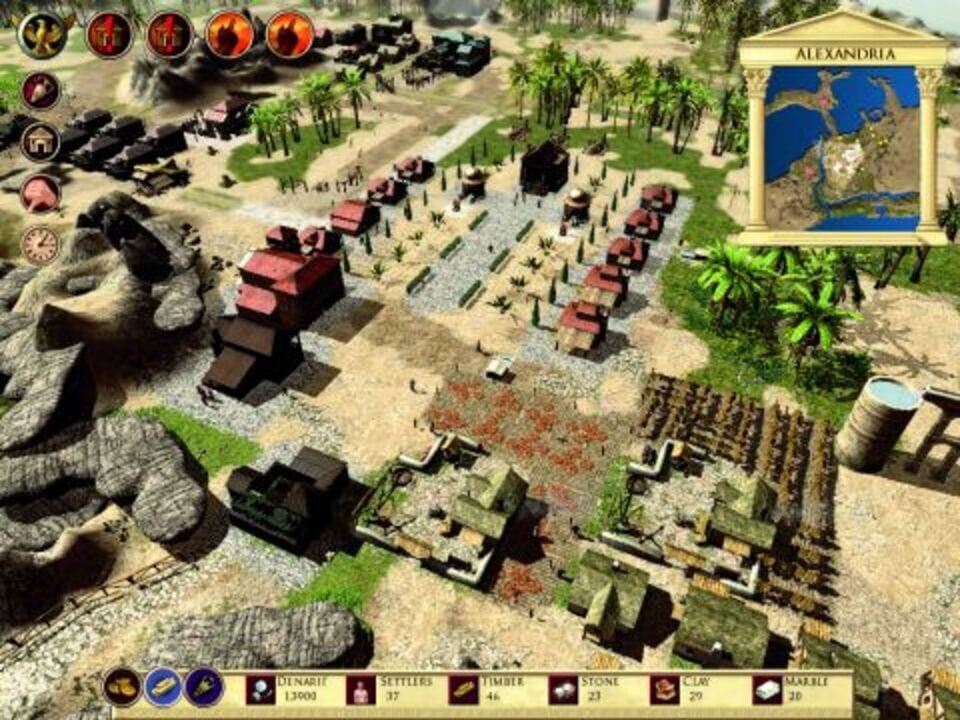 ALEXANDRIA
DENARII SETTLERS TIMBER STONE CLAY MARBLE
13900 37 46 23 29 20